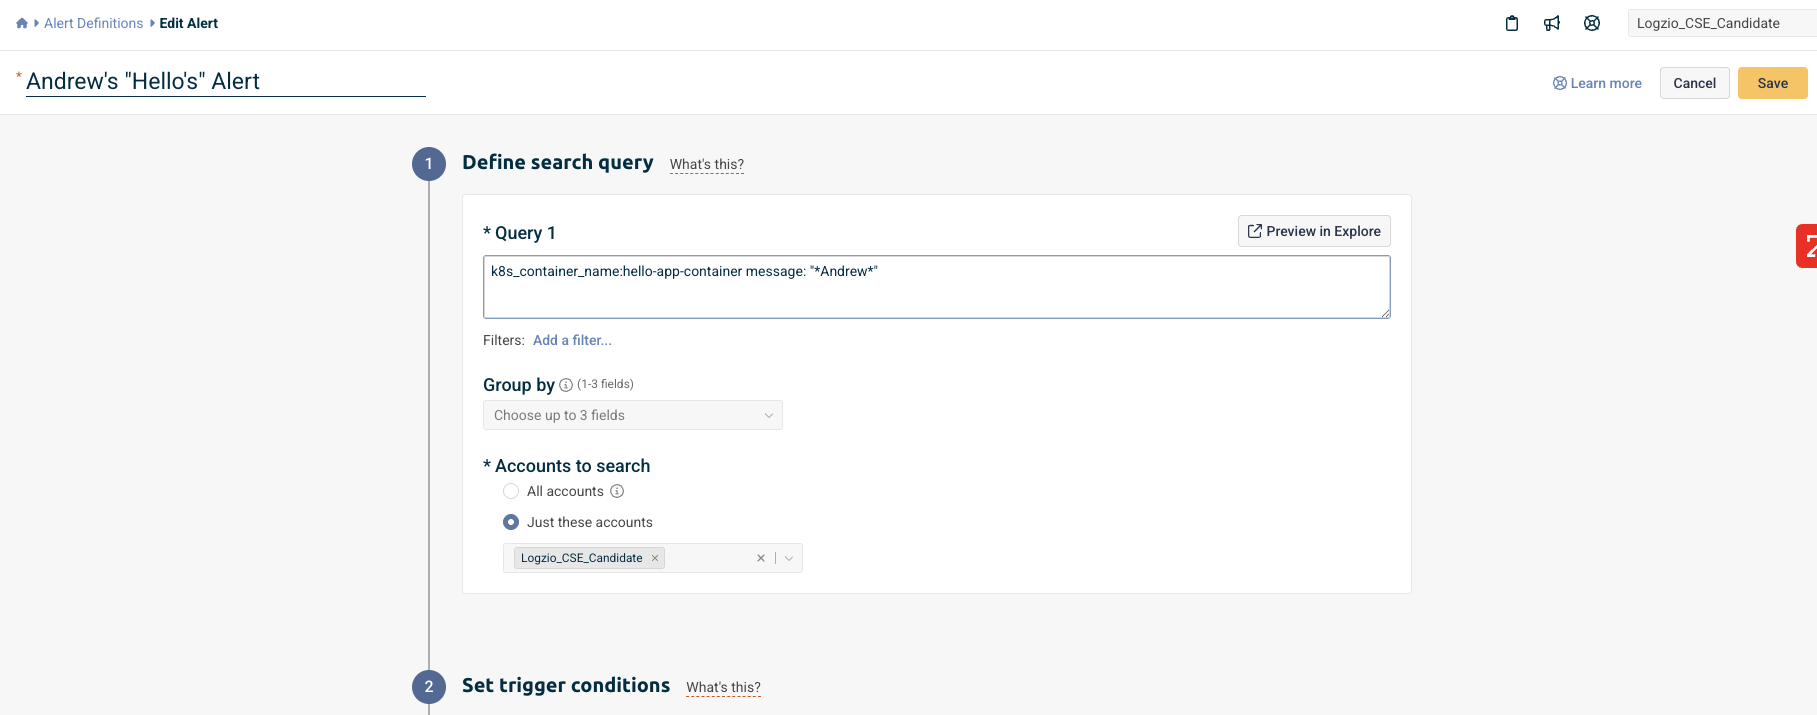 Alert Definitions Edit Alert
Logzio_CSE_Candidate
* Andrew's "Hello's" Alert
Learn more
Cancel
Save
1
Define search query What's this?
* Query 1
Preview in Explore
k8s_container_name:hello-app-container message: "*Andrew*"
Filters: Add a filter...
Group by (1-3 fields)
Choose up to 3 fields
* Accounts to search
All accounts
Just these accounts
Logzio_CSE_Candidate
2
Set trigger conditions What's this?